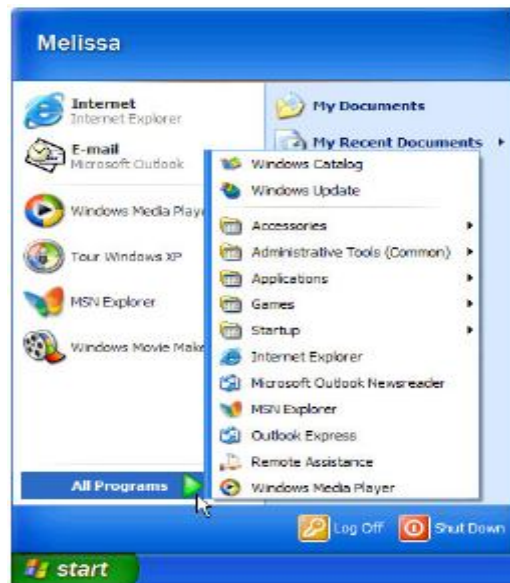 Melissa
Internet
Internet Explorer
E-mail
Microsoft Outlook
Windows Media Playe
Tour Windows XP
MSN Explorer
Windows Movie Make
All Programs
My Documents
My Recent Documents
Windows Catalog
Windows Update
Accessories
Administrative Tools (Common)
Applications
Games
Startup
Internet Explorer
Microsoft Outlook Newsreader
MSN Explorer
Outlook Express
Remote Assistance
Windows Media Player
Log Off
Shut Down
start